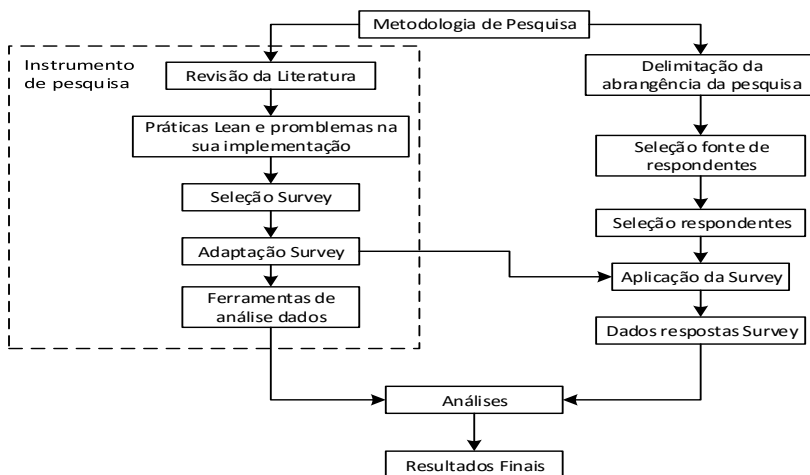 Metodologia de Pesquisa
Instrumento
de pesquisa
Revisão da Literatura
Práticas Lean e promblemas na
sua implementação
Seleção Survey
Adaptação Survey
Ferramentas de
análise dados
Delimitação da
abrangência da pesquisa
Seleção fonte de
respondentes
Seleção respondentes
Aplicação da Survey
Dados respostas Survey
Análises
Resultados Finais